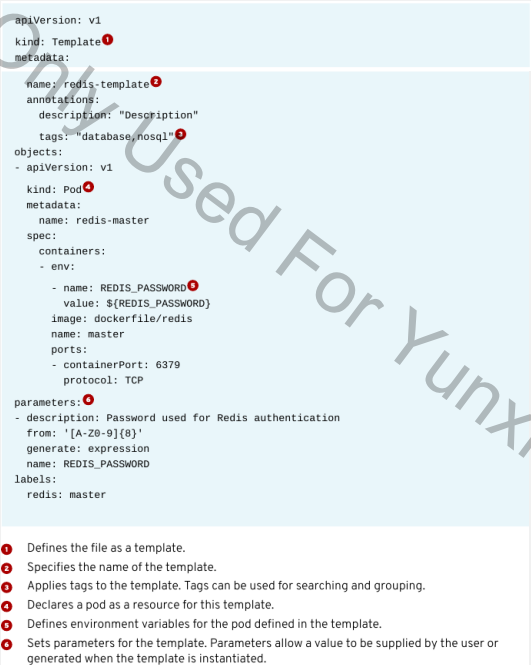 apiVersion: v1
kind: Template 1
metadata:
  name: redis-template 2
  annotations:
    description: "Description"
    tags: "database,nosql" 3
objects:
- apiVersion: v1
  kind: Pod 4
  metadata:
    name: redis-master
  spec:
    containers:
    - env:
      - name: REDIS_PASSWORD 5
        value: ${REDIS_PASSWORD}
      image: dockerfile/redis
      name: master
      ports:
      - containerPort: 6379
        protocol: TCP
parameters: 6
- description: Password used for Redis authentication
  from: '[A-Z0-9]{8}'
  generate: expression
  name: REDIS_PASSWORD
labels:
  redis: master
1 Defines the file as a template.
2 Specifies the name of the template.
3 Applies tags to the template. Tags can be used for searching and grouping.
4 Declares a pod as a resource for this template.
5 Defines environment variables for the pod defined in the template.
6 Sets parameters for the template. Parameters allow a value to be supplied by the user or
generated when the template is instantiated.
Only Used For Yunxi